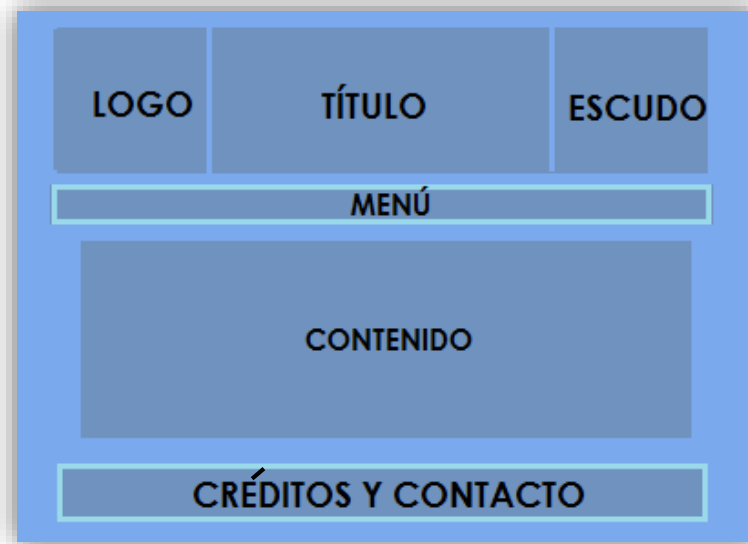 LOGO
TÍTULO
ESCUDO
MENÚ
CONTENIDO
CRÉDITOS Y CONTACTO